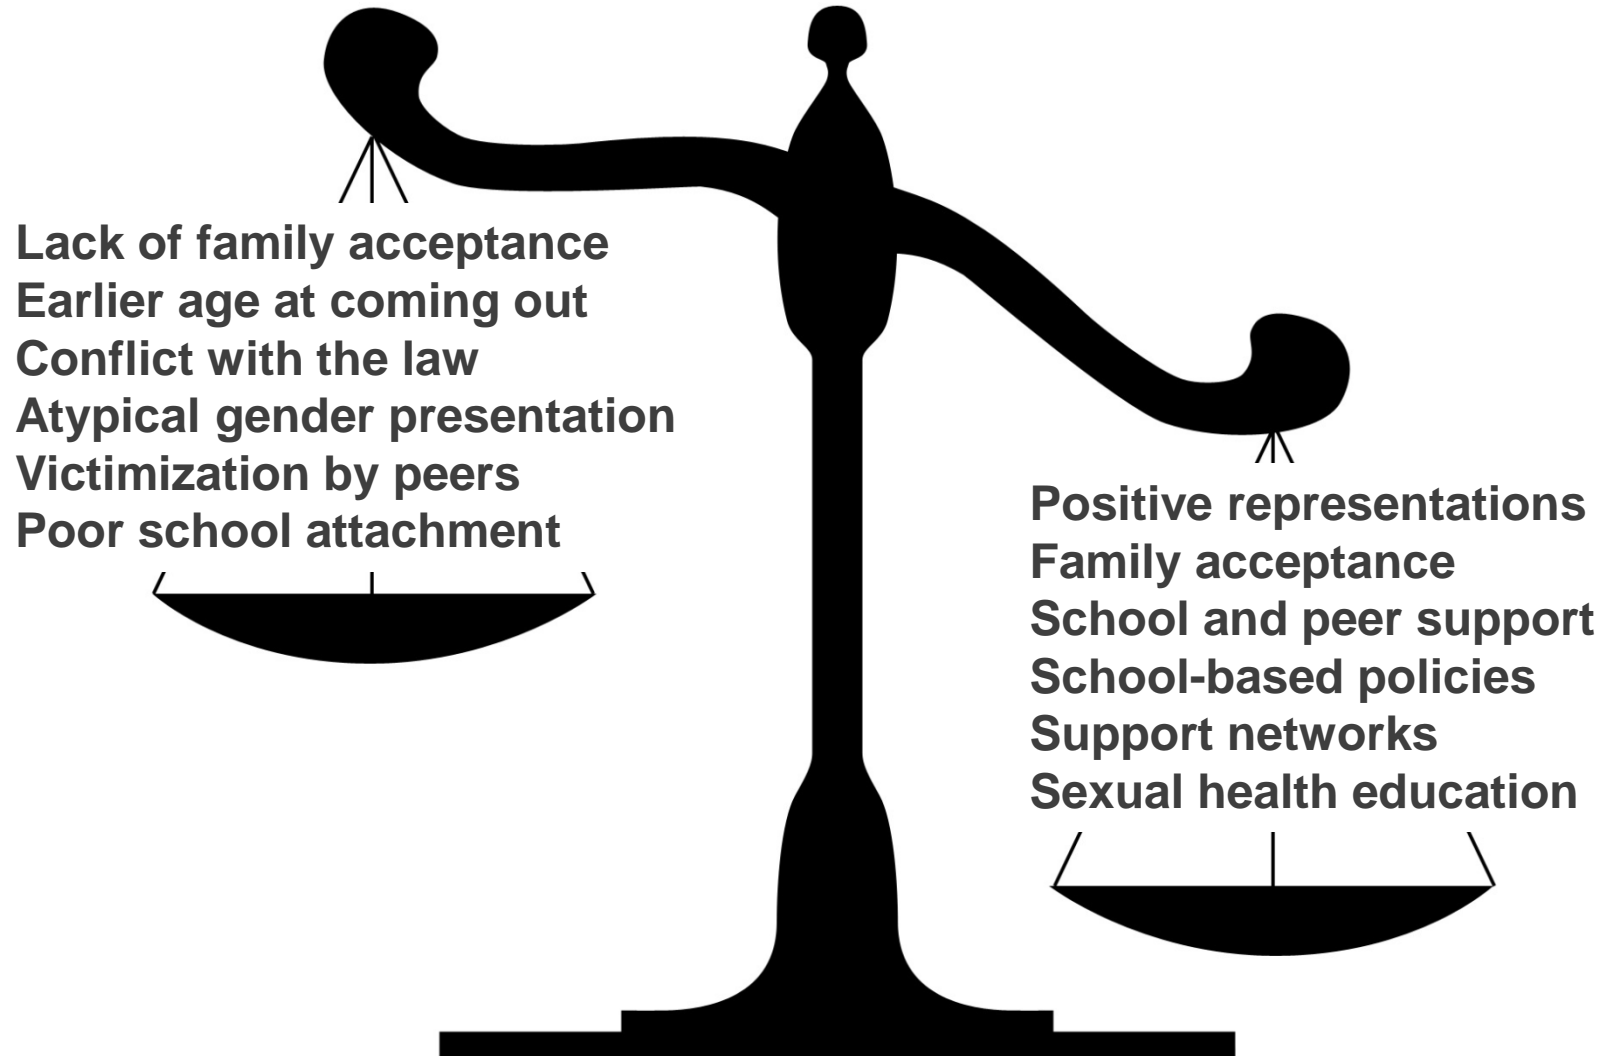 Lack of family acceptance
Earlier age at coming out
Conflict with the law
Atypical gender presentation
Victimization by peers
Poor school attachment
Positive representations
Family acceptance
School and peer support
School-based policies
Support networks
Sexual health education